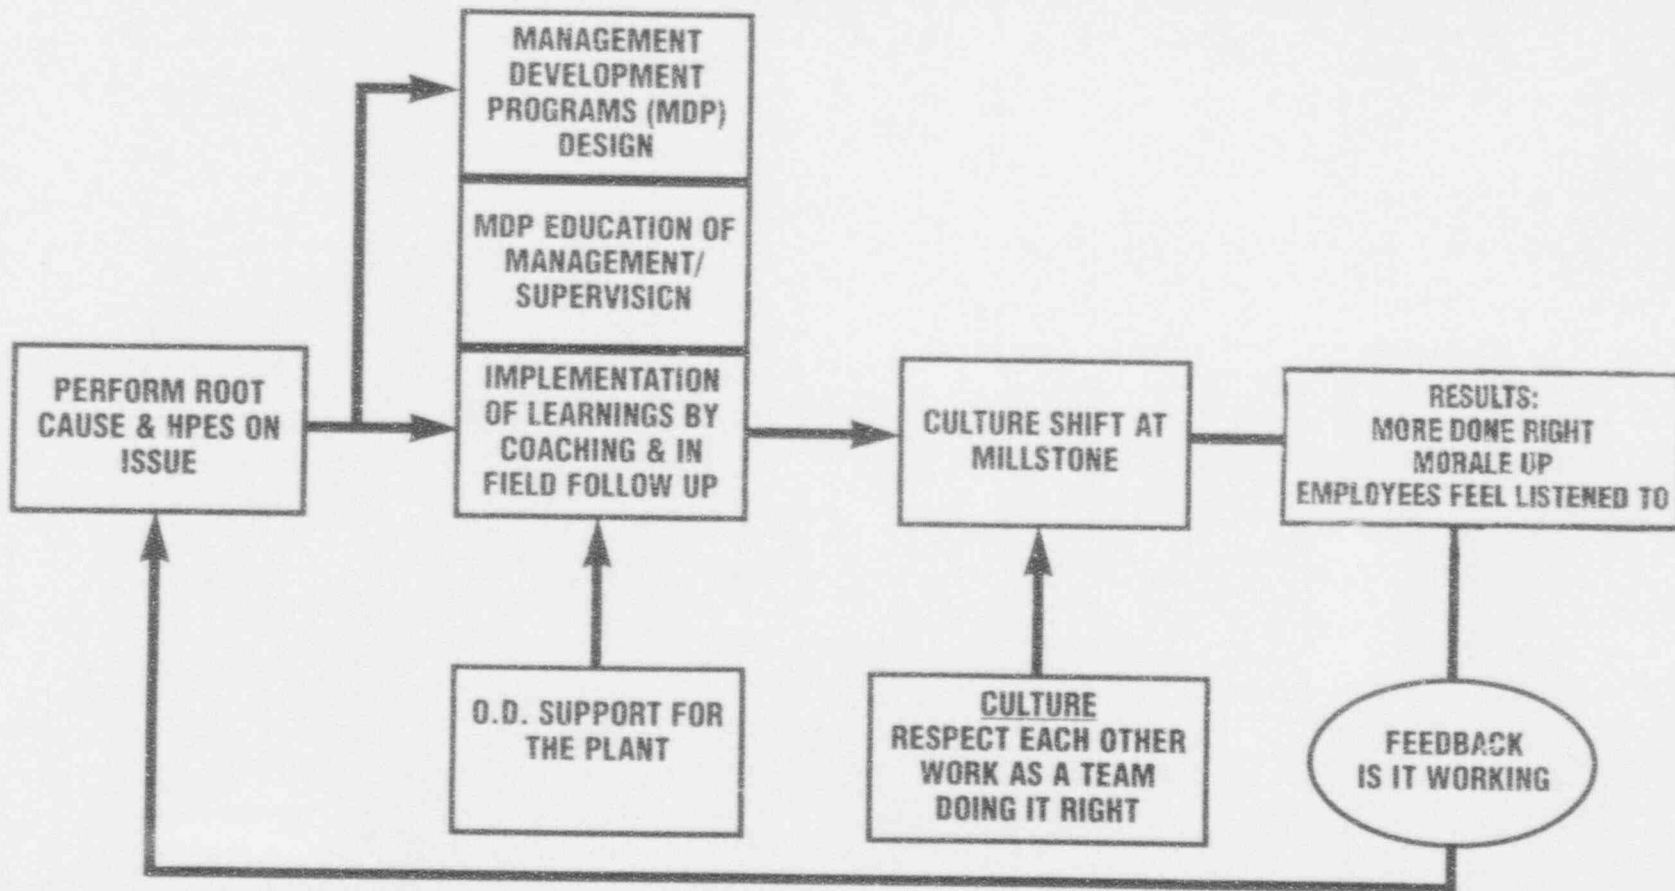 MANAGEMENT
DEVELOPMENT
PROGRAMS (MDP)
DESIGN
MDP EDUCATION OF
MANAGEMENT/
SUPERVISION
PERFORM ROOT
CAUSE & HPES ON
ISSUE
IMPLEMENTATION
OF LEARNINGS BY
COACHING & IN
FIELD FOLLOW UP
CULTURE SHIFT AT
MILLSTONE
RESULTS:
MORE DONE RIGHT
MORALE UP
EMPLOYEES FEEL LISTENED TO
O.D. SUPPORT FOR
THE PLANT
CULTURE
RESPECT EACH OTHER
WORK AS A TEAM
DOING IT RIGHT
FEEDBACK
IS IT WORKING